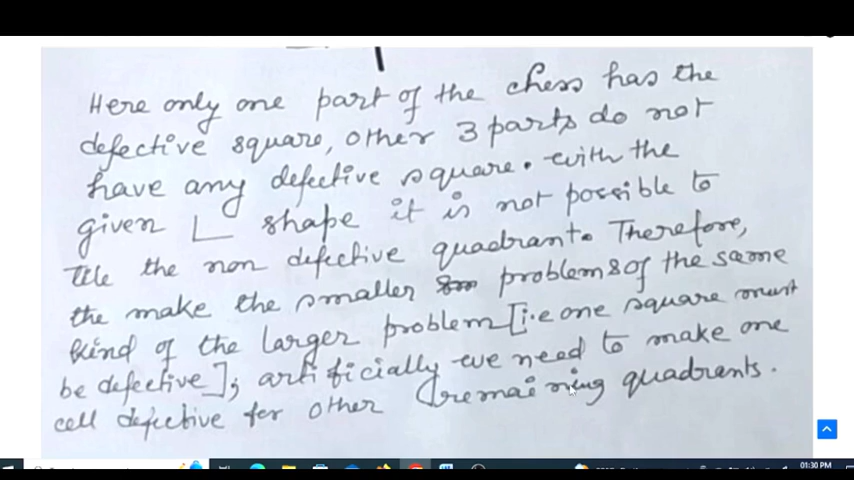 Here only one part of the chess has the
defective square, other 3 parts do not
have any defective square. with the
given L shape it is not possible to
tile the non defective quadrant. Therefore,
the make the smaller problems of the same
kind of the larger problem [i.e one square must
be defective]; artificially we need to make one
cell defective for other remaining quadrants.
01:30 PM